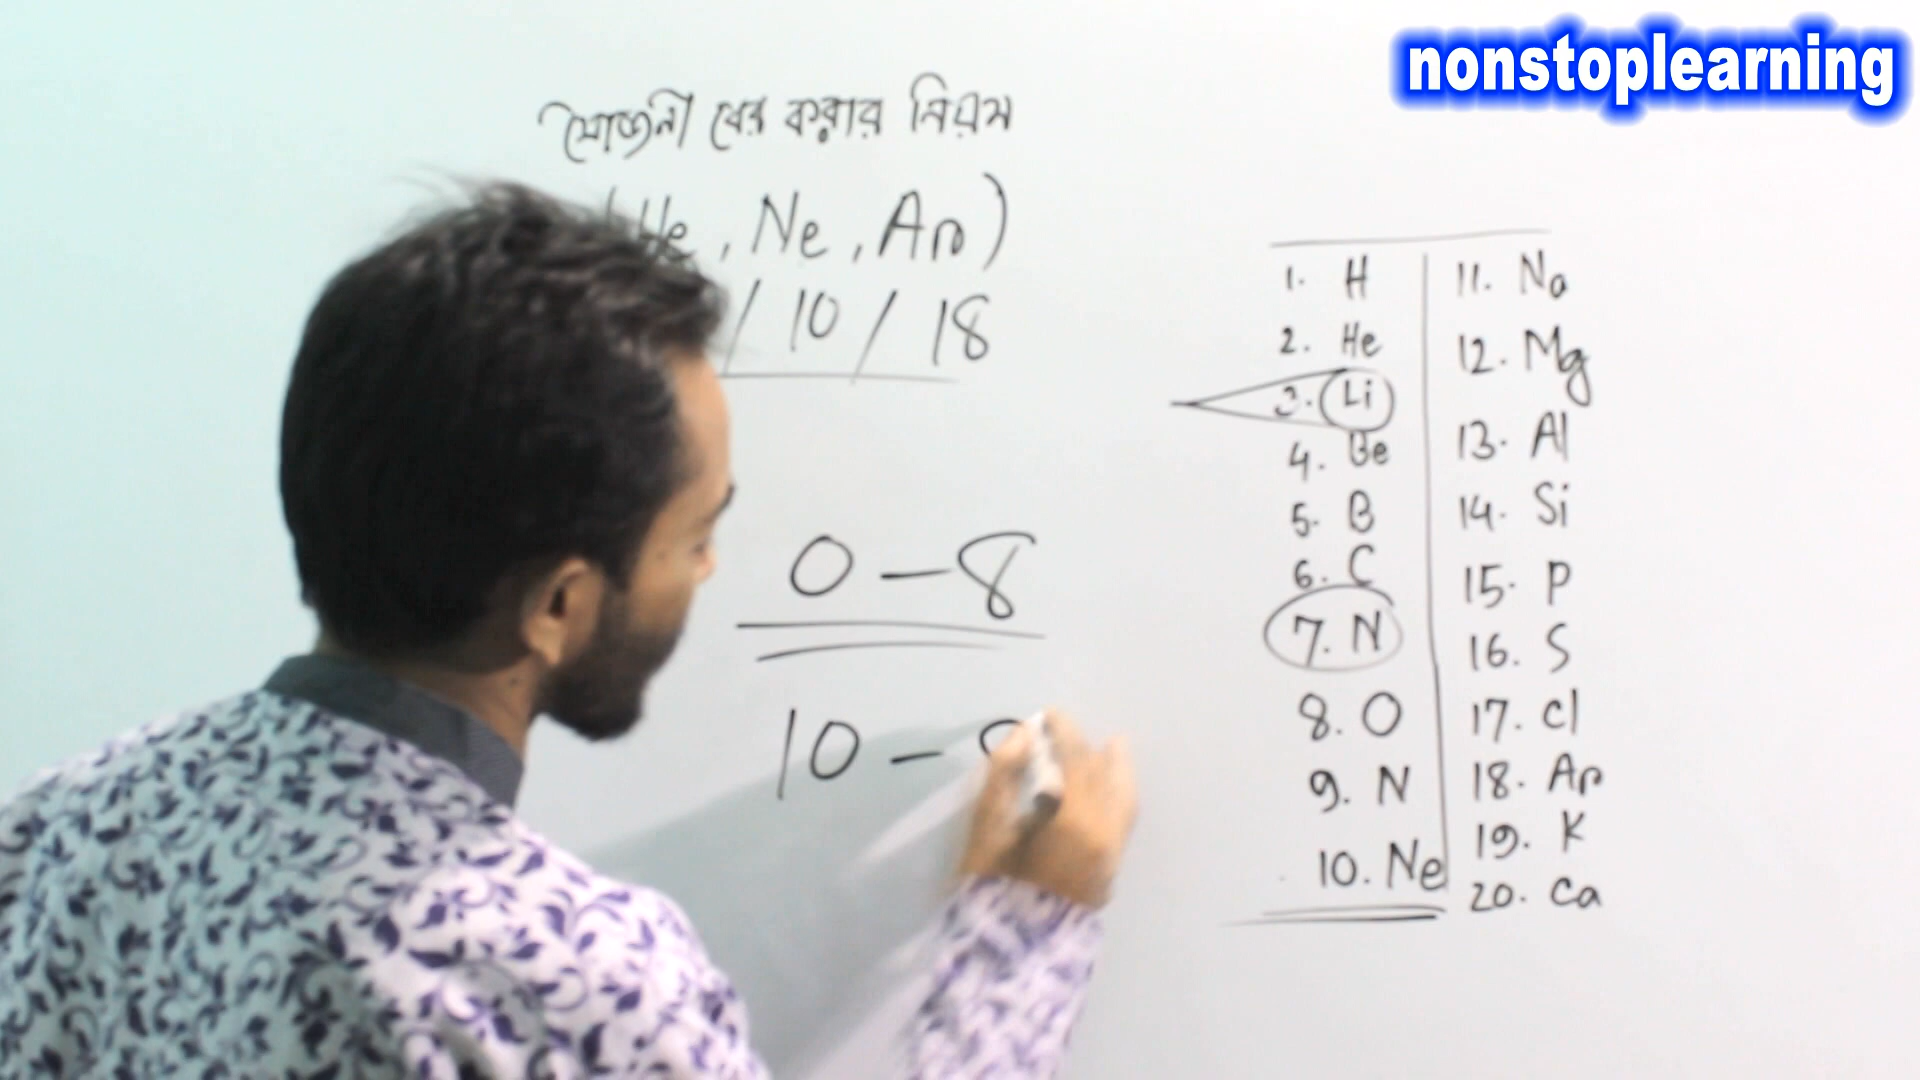 nonstoplearning
যোজনী বের করার নিয়ম
He, Ne, Ar)
/ 10 / 18
0 – 8
10 –
1. H
2. He
3. Li
4. Be
5. B
6. C
7. N
8. O
9. N
10. Ne
11. Na
12. Mg
13. Al
14. Si
15. P
16. S
17. Cl
18. Ar
19. K
20. Ca